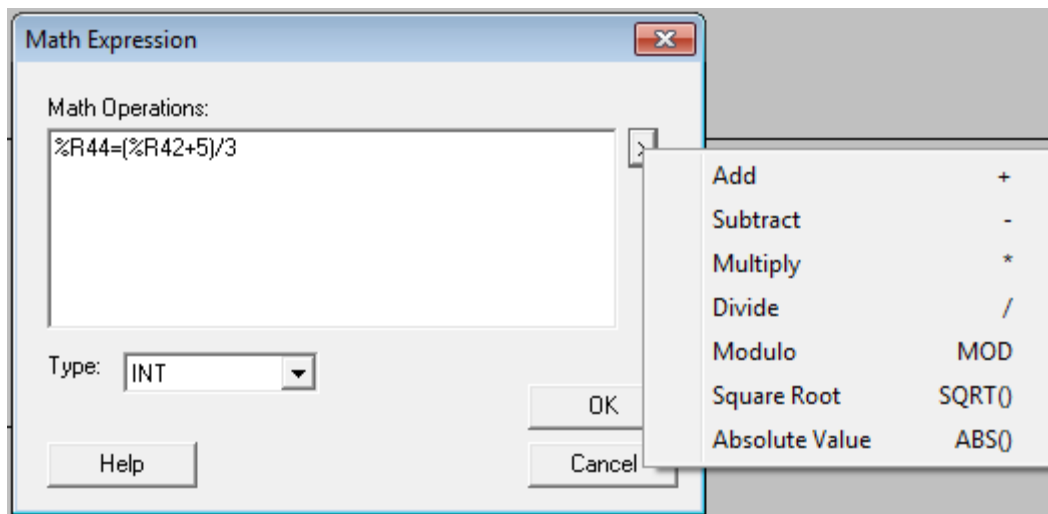 Math Expression
Math Operations:
%R44=(%R42+5)/3
>
Add +
Subtract -
Multiply *
Divide /
Modulo MOD
Square Root SQRT()
Absolute Value ABS()
Type: INT
OK
Help
Cancel